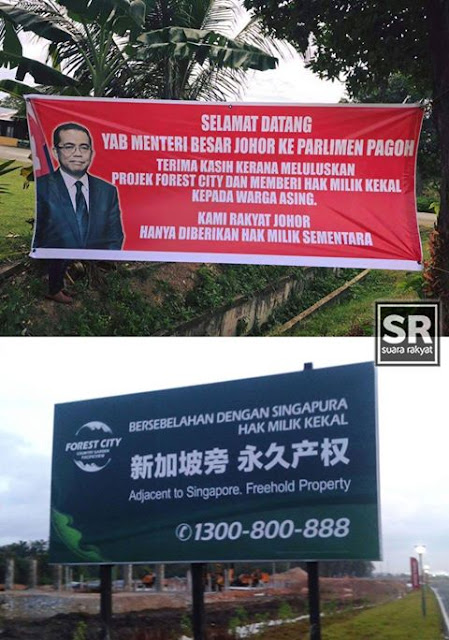 SELAMAT DATANG
YAB MENTERI BESAR JOHOR KE PARLIMEN PAGOH
TERIMA KASIH KERANA MELULUSKAN
PROJEK FOREST CITY DAN MEMBERI HAK MILIK KEKAL
KEPADA WARGA ASING.
KAMI RAKYAT JOHOR
HANYA DIBERIKAN HAK MILIK SEMENTARA
SR
suara rakyat
BERSEBELAHAN DENGAN SINGAPURA
HAK MILIK KEKAL
FOREST CITY
COUNTRY GARDEN
PACIFICVIEW
新加坡旁 永久产权
Adjacent to Singapore. Freehold Property
1300-800-888